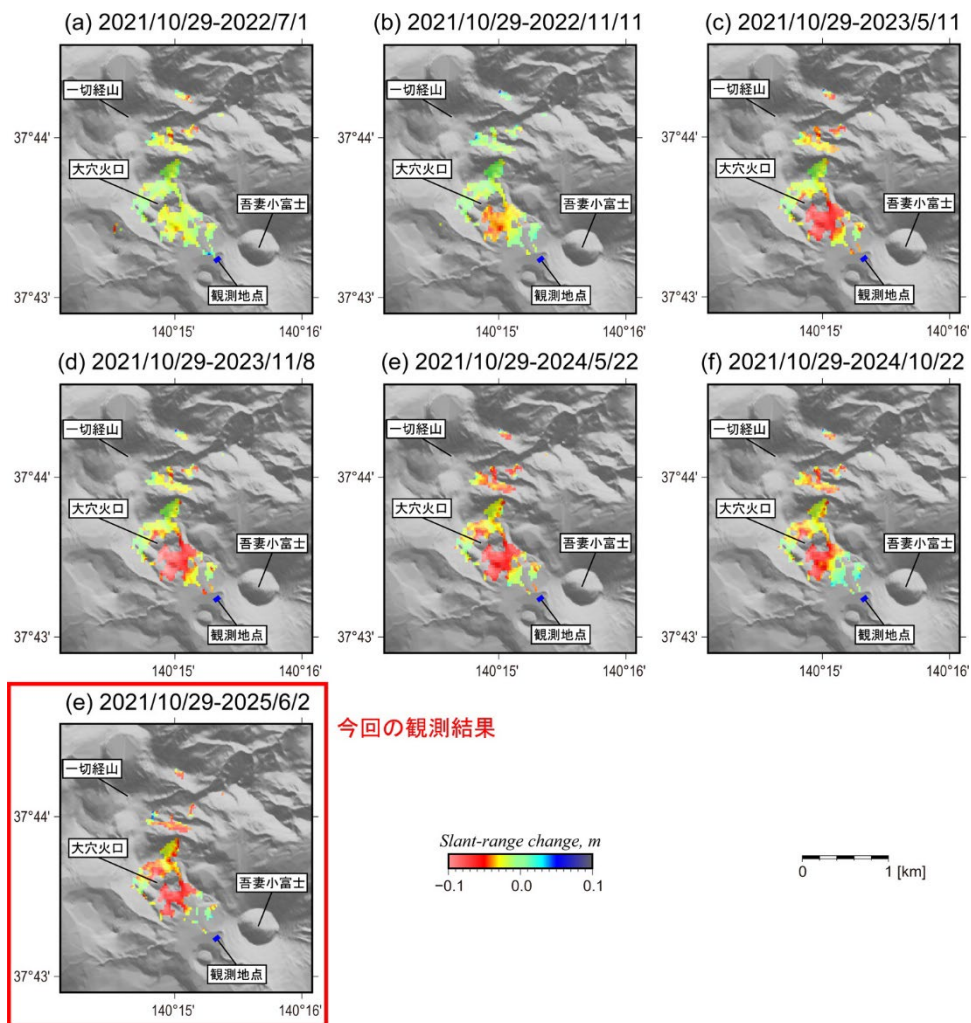 (a) 2021/10/29-2022/7/1
一切経山
37°44'
大穴火口
吾妻小富士
37°43'
観測地点
140°15' 140°16'
(b) 2021/10/29-2022/11/11
一切経山
大穴火口
吾妻小富士
観測地点
140°15' 140°16'
(c) 2021/10/29-2023/5/11
一切経山
37°44'
大穴火口
吾妻小富士
37°43'
観測地点
140°15' 140°16'
(d) 2021/10/29-2023/11/8
一切経山
37°44'
大穴火口
吾妻小富士
37°43'
観測地点
140°15' 140°16'
(e) 2021/10/29-2024/5/22
一切経山
大穴火口
吾妻小富士
観測地点
140°15' 140°16'
(f) 2021/10/29-2024/10/22
一切経山
37°44'
大穴火口
吾妻小富士
37°43'
観測地点
140°15' 140°16'
(e) 2021/10/29-2025/6/2
今回の観測結果
一切経山
37°44'
大穴火口
吾妻小富士
37°43'
観測地点
140°15' 140°16'
Slant-range change, m
−0.1 0.0 0.1
0 1 [km]